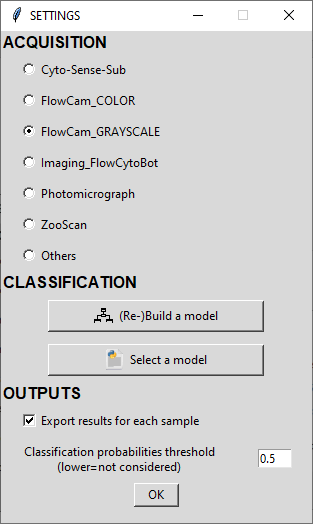 SETTINGS
ACQUISITION
Cyto-Sense-Sub
FlowCam_COLOR
FlowCam_GRAYSCALE
Imaging_FlowCytoBot
Photomicrograph
ZooScan
Others
CLASSIFICATION
(Re-)Build a model
Select a model
OUTPUTS
Export results for each sample
Classification probabilities threshold
(lower=not considered)
0.5
OK